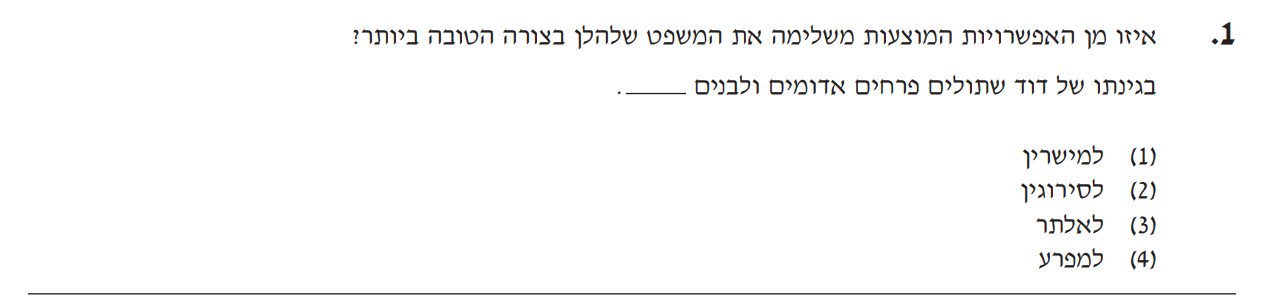 1. איזו מן האפשרויות המוצעות משלימה את המשפט שלהלן בצורה הטובה ביותר?
בגינתו של דוד שתולים פרחים אדומים ולבנים _____.
(1) למישרין
(2) לסירוגין
(3) לאלתר
(4) למפרע